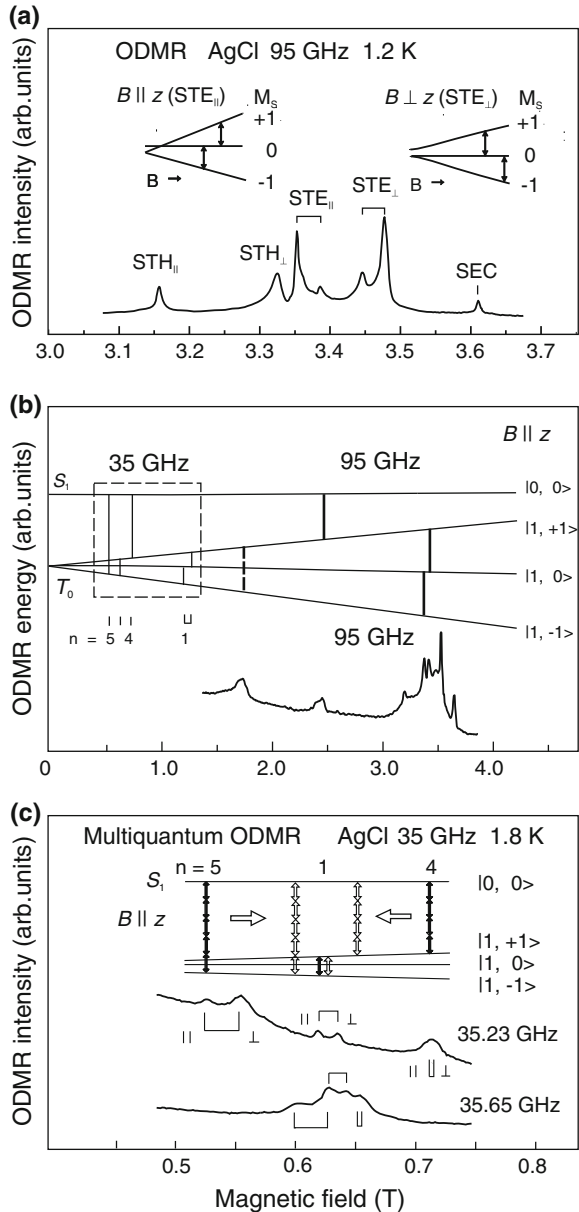 (a)
ODMR AgCl 95 GHz 1.2 K
B || z (STE||) Mₛ
+1
0
-1
B
B ⊥ z (STE⊥) Mₛ
+1
0
-1
B
STH||
STH⊥
STE||
STE⊥
SEC
ODMR intensity (arb.units)
3.0 3.1 3.2 3.3 3.4 3.5 3.6 3.7
(b)
B || z
35 GHz
95 GHz
S₁
|0, 0>
|1, +1>
|1, 0>
|1, -1>
T₀
n = 5 4 1
95 GHz
ODMR energy (arb.units)
0 1.0 2.0 3.0 4.0
(c)
Multiquantum ODMR AgCl 35 GHz 1.8 K
n = 5 1 4
S₁ |0, 0>
B || z
|1, +1>
|1, 0>
|1, -1>
|| ⊥
|| ⊥
|| ⊥
35.23 GHz
35.65 GHz
ODMR intensity (arb.units)
0.5 0.6 0.7 0.8
Magnetic field (T)